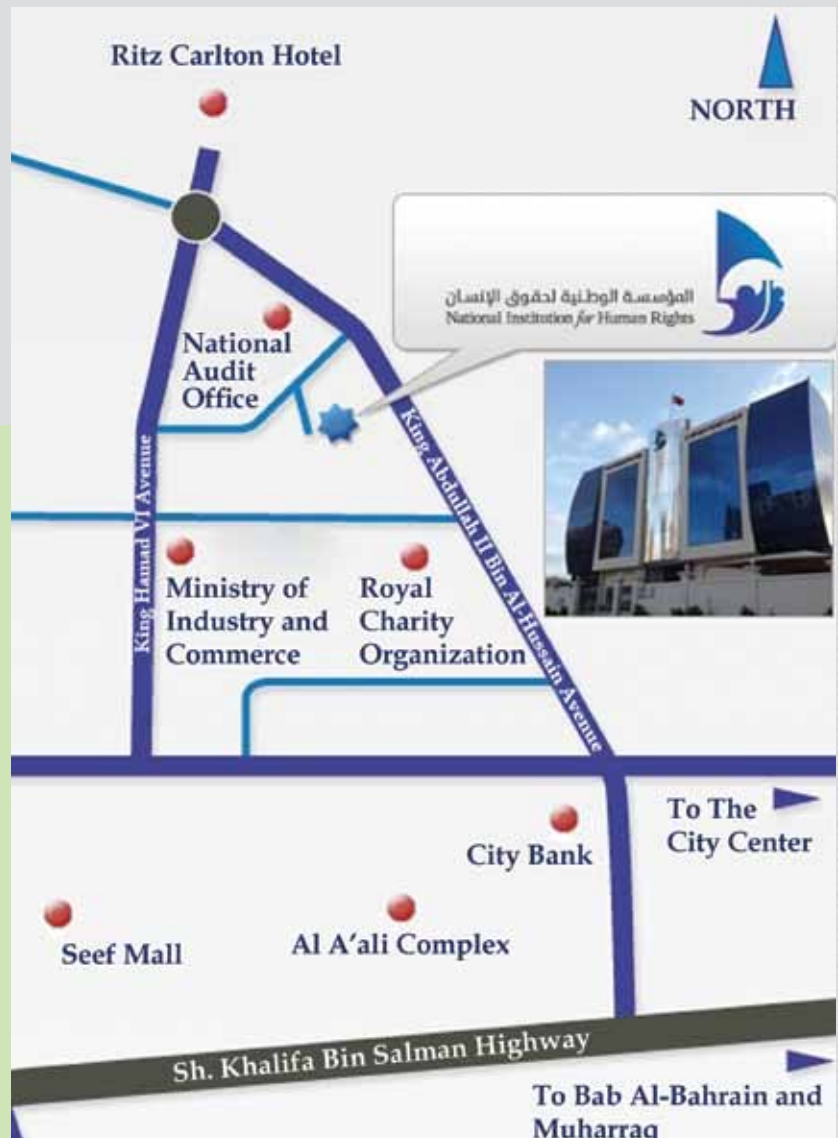 Ritz Carlton Hotel
NORTH
المؤسسة الوطنية لحقوق الإنسان
National Institution for Human Rights
National
Audit
Office
King Hamad VI Avenue
King Abdullah II Bin Al-Hussain Avenue
Ministry of
Industry and
Commerce
Royal
Charity
Organization
To The
City Center
City Bank
Seef Mall
Al A'ali Complex
Sh. Khalifa Bin Salman Highway
To Bab Al-Bahrain and
Muharraq